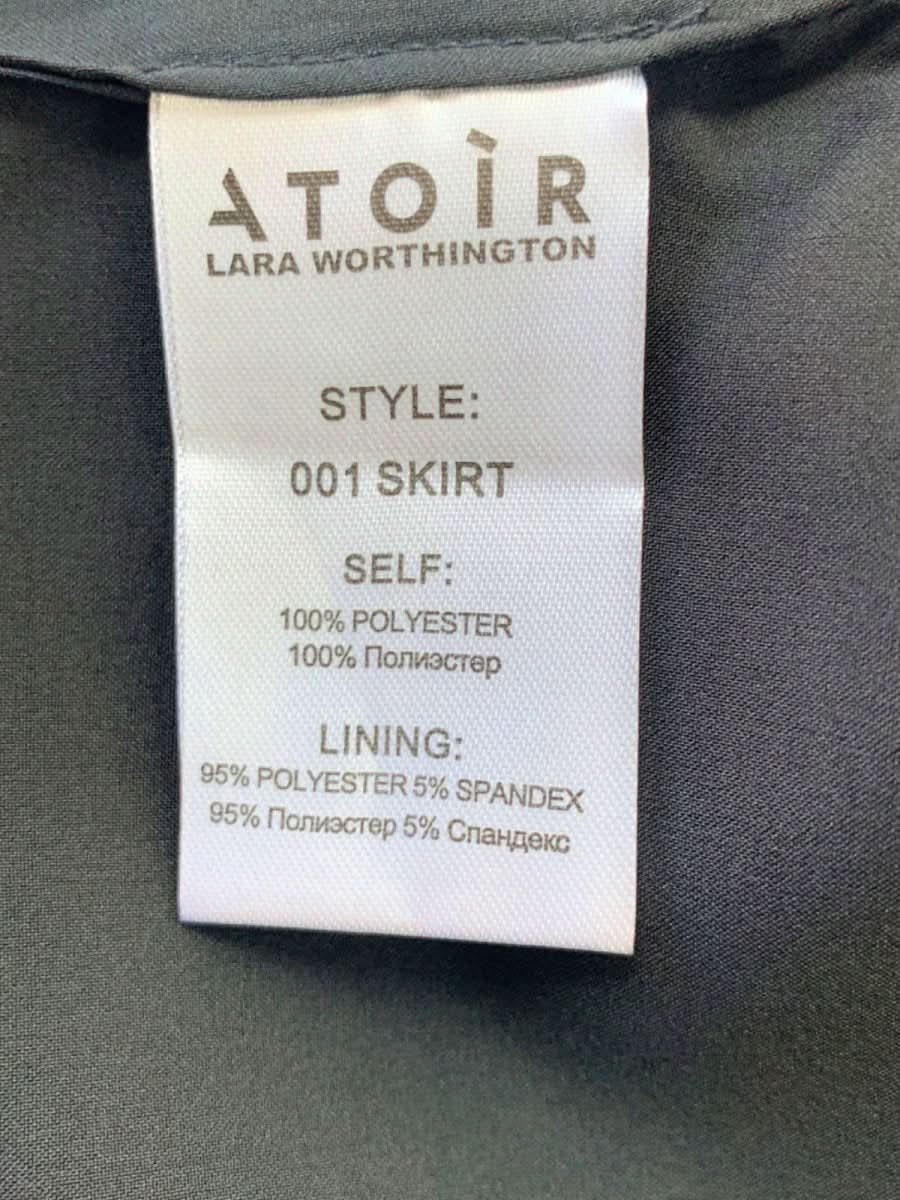 ATOÌR
LARA WORTHINGTON
STYLE:
001 SKIRT
SELF:
100% POLYESTER
100% Полиэстер
LINING:
95% POLYESTER 5% SPANDEX
95% Полиэстер 5% Спандекс